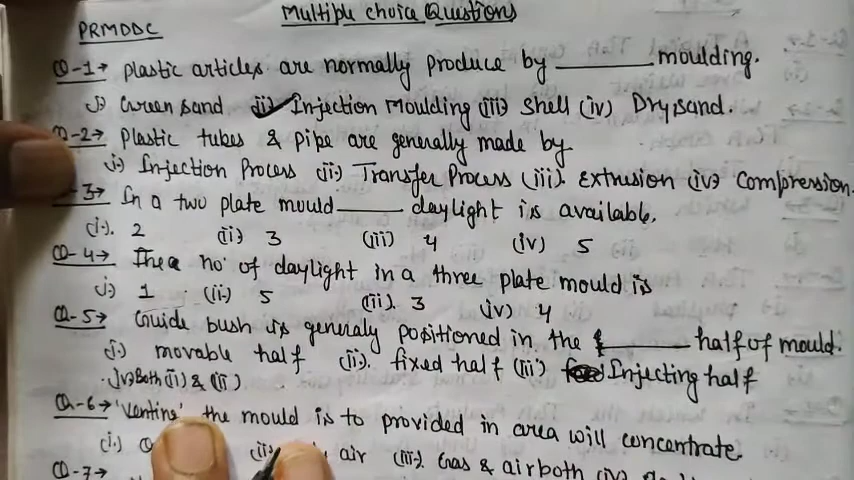 Multiple choice Questions
PRMDDC
Q-1→ Plastic articles are normally produce by ______ moulding.
i) Green sand (ii) Injection Moulding (iii) Shell (iv) Dry sand.
Q-2→ Plastic tubes & pipe are generally made by
i) Injection Process (ii) Transfer Process (iii). Extrusion (iv) Compression.
-3→ In a two plate mould ______ daylight is available.
(i). 2 (ii) 3 (iii) 4 (iv) 5
Q-4→ The no. of daylight in a three plate mould is
i) 1 (ii) 5 (iii). 3 (iv) 4
Q-5→ Guide bush is generaly positioned in the ______ half of mould.
(i) movable half (ii). fixed half (iii) Injecting half
(iv) Both (i) & (ii)
Q-6→ 'Venting' the mould is to provided in area will concentrate.
(i.) (ii) air (iii). Gas & air both (iv)
Q-7→